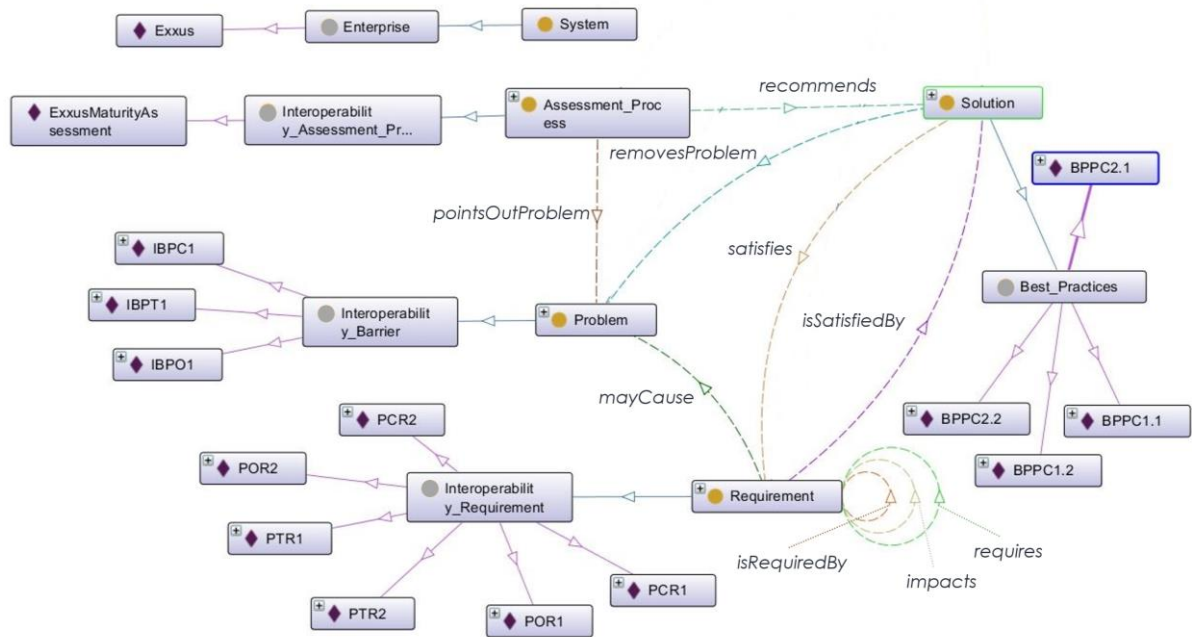 Exxus
Enterprise
System
ExxusMaturityAs
sessment
Interoperabilit
y_Assessment_Pr...
Assessment_Proc
ess
recommends
Solution
removesProblem
BPPC2.1
pointsOutProblem
satisfies
IBPC1
IBPT1
IBPO1
Interoperabilit
y_Barrier
Problem
isSatisfiedBy
Best_Practices
mayCause
BPPC2.2
BPPC1.1
BPPC1.2
PCR2
POR2
PTR1
PTR2
POR1
PCR1
Interoperabilit
y_Requirement
Requirement
isRequiredBy
impacts
requires